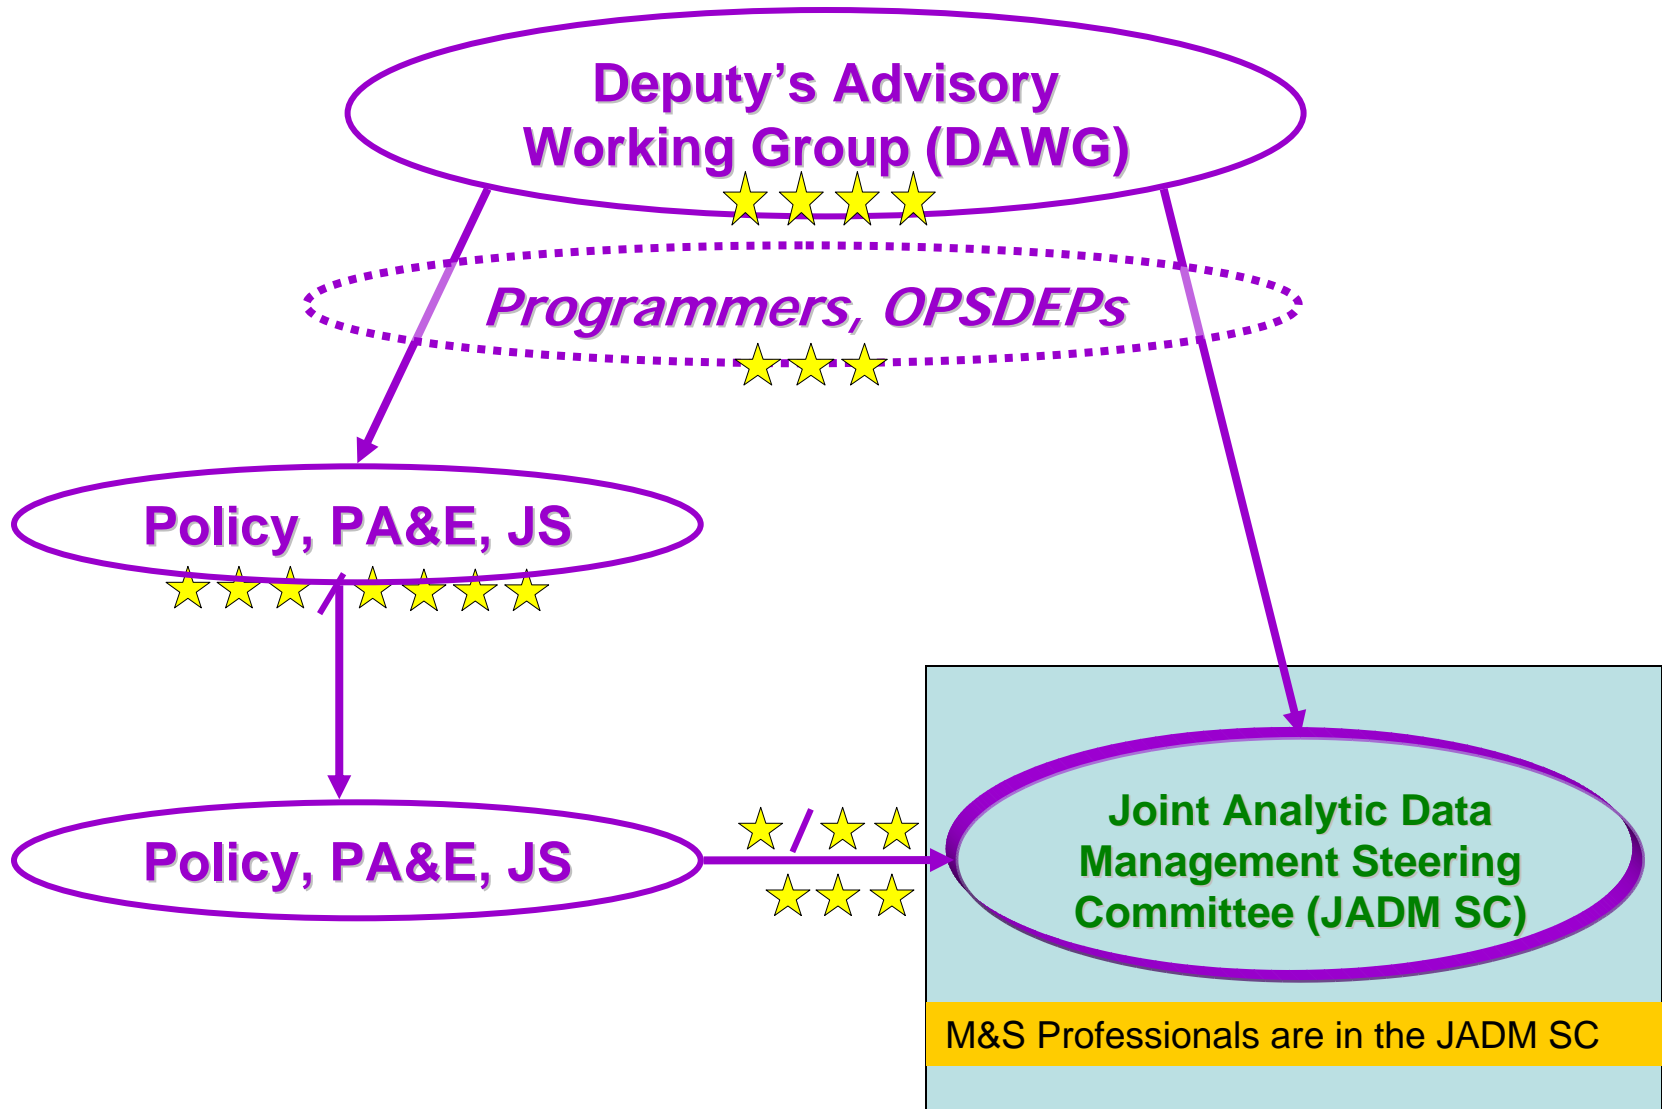 Deputy’s Advisory
Working Group (DAWG)
Programmers, OPSDEPs
Policy, PA&E, JS
/
Policy, PA&E, JS
/
Joint Analytic Data
Management Steering
Committee (JADM SC)
M&S Professionals are in the JADM SC